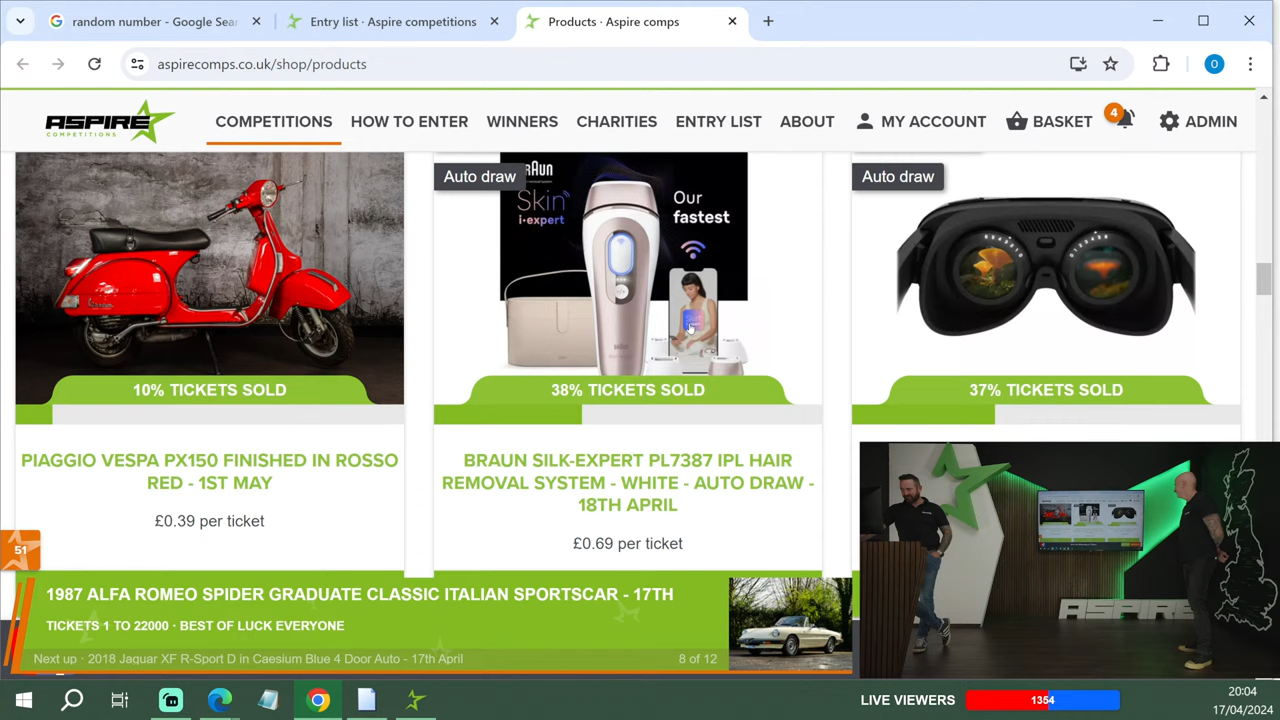 random number - Google Sear
Entry list · Aspire competitions
Products · Aspire comps
aspirecomps.co.uk/shop/products
0
ASPIRE
COMPETITIONS
COMPETITIONS
HOW TO ENTER
WINNERS
CHARITIES
ENTRY LIST
ABOUT
MY ACCOUNT
BASKET
4
ADMIN
Auto draw
BRAUN
Skin
i·expert
Our
fastest
Auto draw
10% TICKETS SOLD
38% TICKETS SOLD
37% TICKETS SOLD
PIAGGIO VESPA PX150 FINISHED IN ROSSO
RED - 1ST MAY
£0.39 per ticket
BRAUN SILK-EXPERT PL7387 IPL HAIR
REMOVAL SYSTEM - WHITE - AUTO DRAW -
18TH APRIL
£0.69 per ticket
51
1987 ALFA ROMEO SPIDER GRADUATE CLASSIC ITALIAN SPORTSCAR - 17TH
TICKETS 1 TO 22000 · BEST OF LUCK EVERYONE
Next up · 2018 Jaguar XF R-Sport D in Caesium Blue 4 Door Auto - 17th April
8 of 12
ASPIRE
LIVE VIEWERS
1354
20:04
17/04/2024